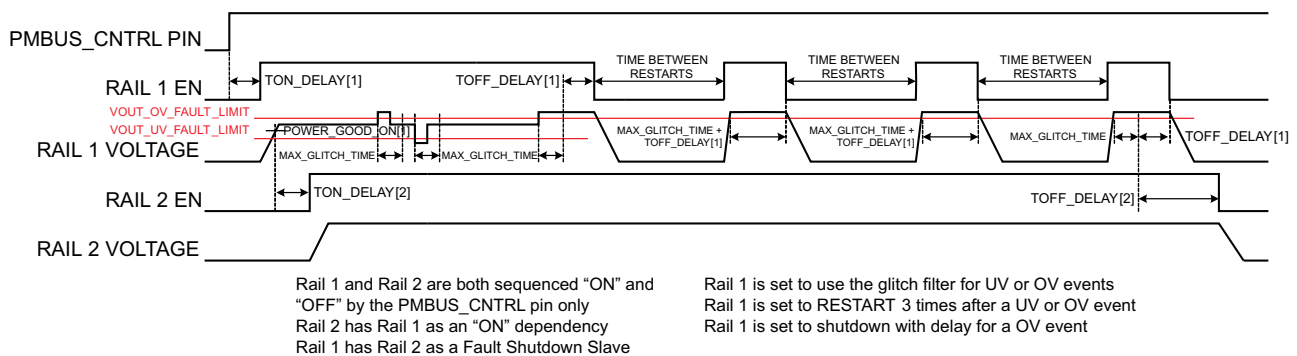 PMBUS_CNTRL PIN
RAIL 1 EN
TON_DELAY[1]
TOFF_DELAY[1]
TIME BETWEEN
RESTARTS
TIME BETWEEN
RESTARTS
TIME BETWEEN
RESTARTS
VOUT_OV_FAULT_LIMIT
VOUT_UV_FAULT_LIMIT
POWER_GOOD_ON[1]
RAIL 1 VOLTAGE
MAX_GLITCH_TIME
MAX_GLITCH_TIME
MAX_GLITCH_TIME +
TOFF_DELAY[1]
MAX_GLITCH_TIME +
TOFF_DELAY[1]
MAX_GLITCH_TIME
TOFF_DELAY[1]
RAIL 2 EN
TON_DELAY[2]
TOFF_DELAY[2]
RAIL 2 VOLTAGE
Rail 1 and Rail 2 are both sequenced “ON” and
“OFF” by the PMBUS_CNTRL pin only
Rail 2 has Rail 1 as an “ON” dependency
Rail 1 has Rail 2 as a Fault Shutdown Slave
Rail 1 is set to use the glitch filter for UV or OV events
Rail 1 is set to RESTART 3 times after a UV or OV event
Rail 1 is set to shutdown with delay for a OV event